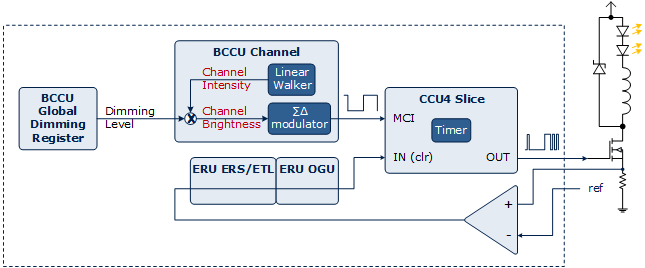 BCCU Channel
Channel
Intensity
Linear
Walker
BCCU
Global
Dimming
Register
Dimming
Level
X
Channel
Brightness
ΣΔ
modulator
CCU4 Slice
MCI
Timer
IN (clr)
OUT
ERU ERS/ETL
ERU OGU
+
-
ref